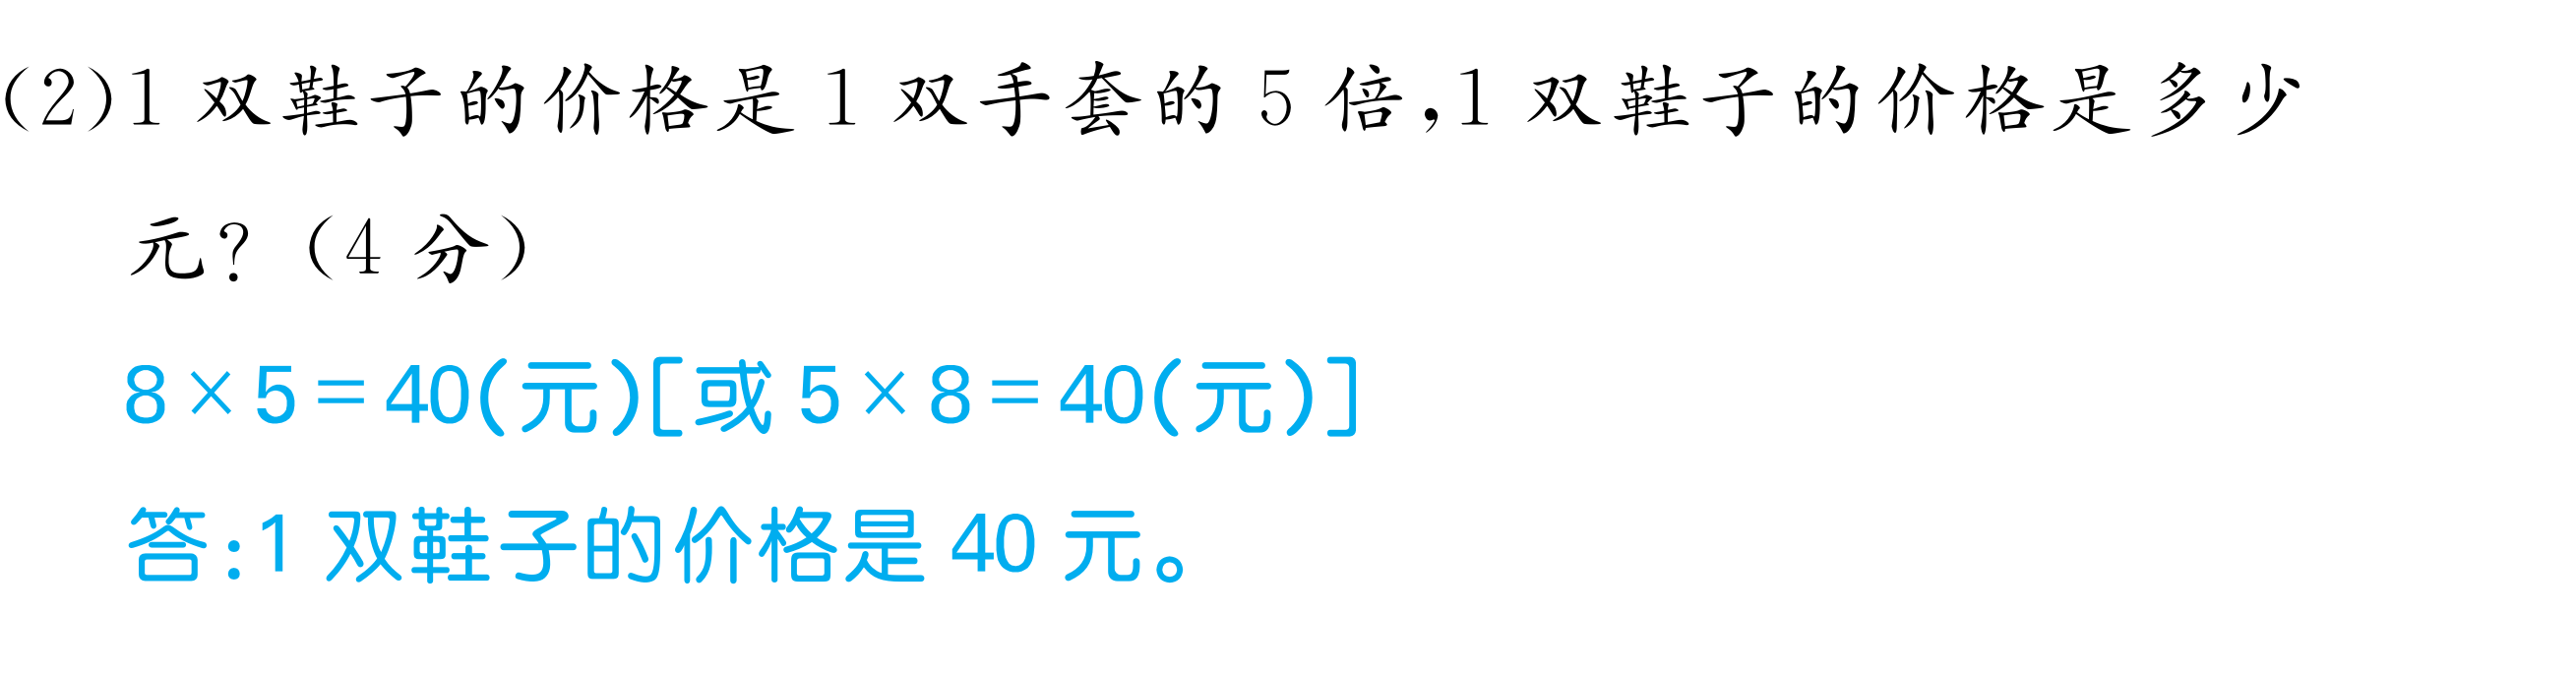 (2)1 双鞋子的价格是 1 双手套的 5 倍,1 双鞋子的价格是多少
元?（4 分）
8×5=40(元)[或 5×8=40(元)]
答:1 双鞋子的价格是 40 元。